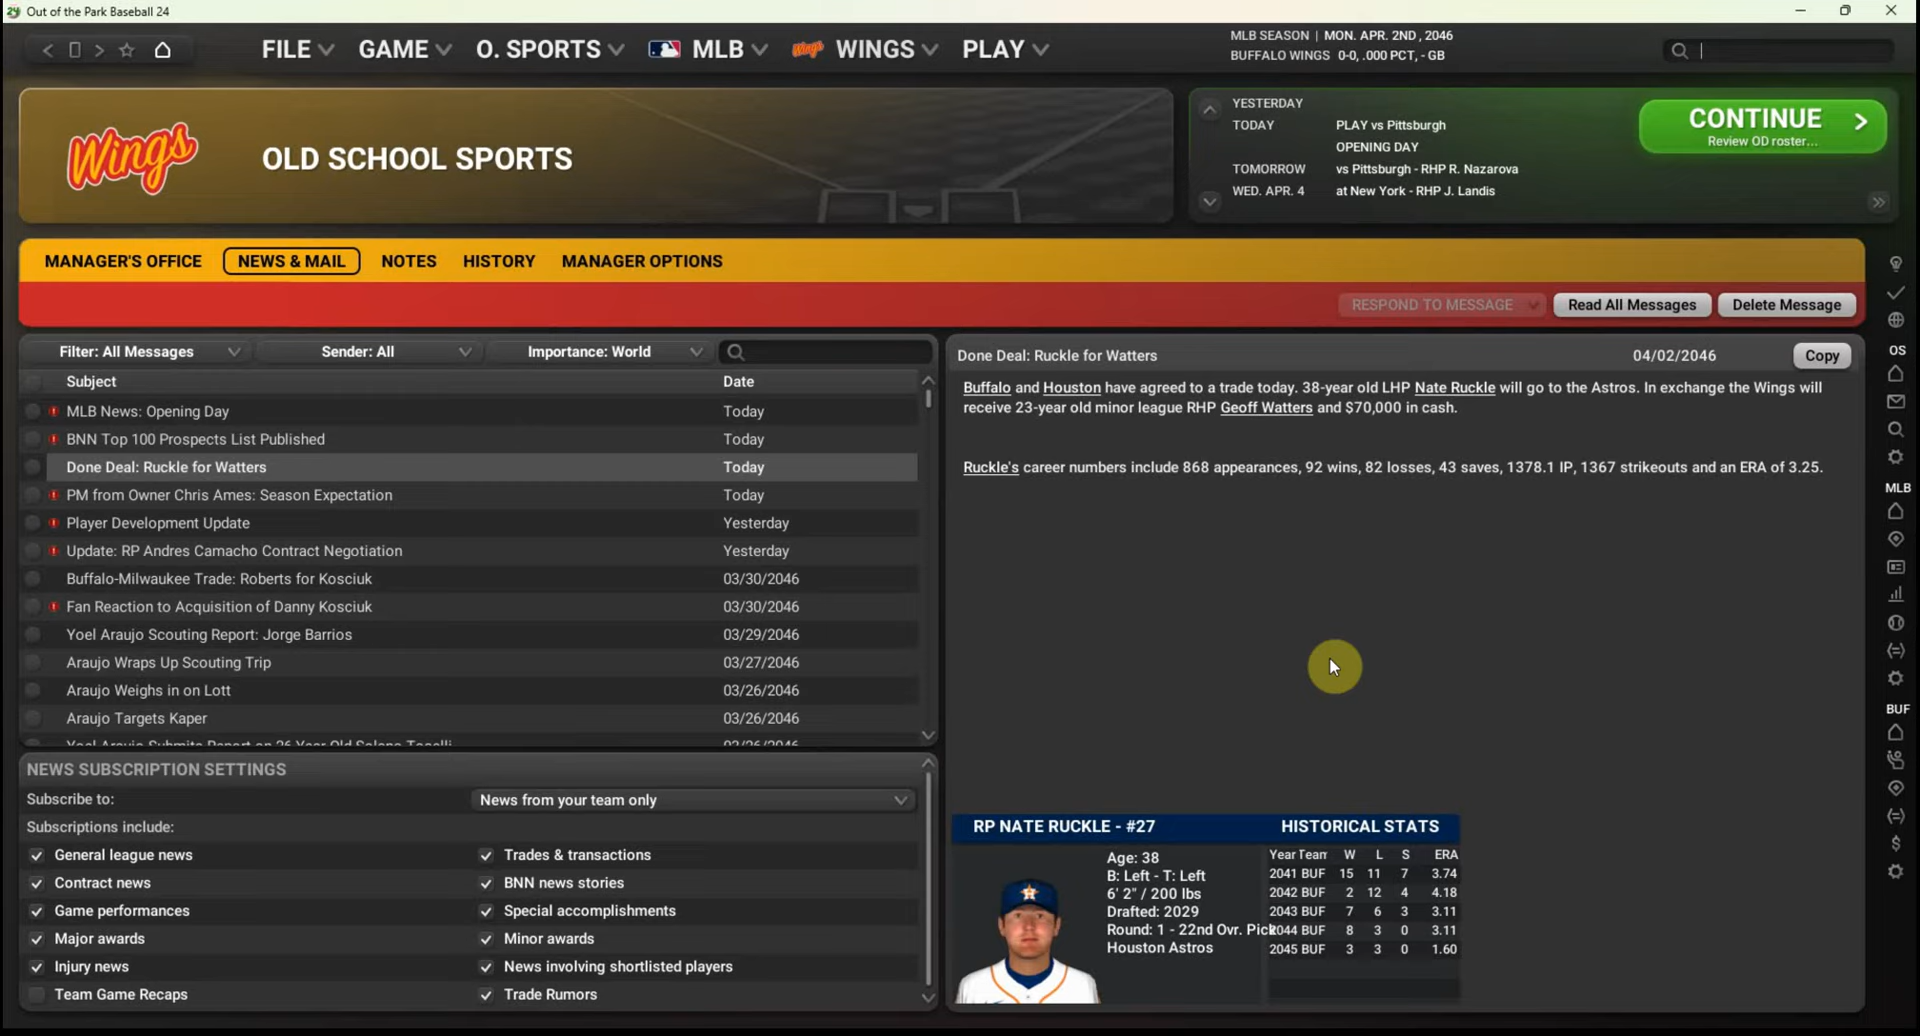 Out of the Park Baseball 24
FILE GAME O. SPORTS MLB WINGS PLAY
MLB SEASON | MON. APR. 2ND , 2046
BUFFALO WINGS 0-0, .000 PCT, - GB
Wings
OLD SCHOOL SPORTS
YESTERDAY
TODAY PLAY vs Pittsburgh
OPENING DAY
TOMORROW vs Pittsburgh - RHP R. Nazarova
WED. APR. 4 at New York - RHP J. Landis
CONTINUE
Review OD roster...
MANAGER'S OFFICE NEWS & MAIL NOTES HISTORY MANAGER OPTIONS
RESPOND TO MESSAGE Read All Messages Delete Message
Filter: All Messages Sender: All Importance: World
Subject Date
MLB News: Opening Day Today
BNN Top 100 Prospects List Published Today
Done Deal: Ruckle for Watters Today
PM from Owner Chris Ames: Season Expectation Today
Player Development Update Yesterday
Update: RP Andres Camacho Contract Negotiation Yesterday
Buffalo-Milwaukee Trade: Roberts for Kosciuk 03/30/2046
Fan Reaction to Acquisition of Danny Kosciuk 03/30/2046
Yoel Araujo Scouting Report: Jorge Barrios 03/29/2046
Araujo Wraps Up Scouting Trip 03/27/2046
Araujo Weighs in on Lott 03/26/2046
Araujo Targets Kaper 03/26/2046
NEWS SUBSCRIPTION SETTINGS
Subscribe to: News from your team only
Subscriptions include:
General league news Trades & transactions
Contract news BNN news stories
Game performances Special accomplishments
Major awards Minor awards
Injury news News involving shortlisted players
Team Game Recaps Trade Rumors
Done Deal: Ruckle for Watters 04/02/2046 Copy
Buffalo and Houston have agreed to a trade today. 38-year old LHP Nate Ruckle will go to the Astros. In exchange the Wings will
receive 23-year old minor league RHP Geoff Watters and $70,000 in cash.
Ruckle's career numbers include 868 appearances, 92 wins, 82 losses, 43 saves, 1378.1 IP, 1367 strikeouts and an ERA of 3.25.
RP NATE RUCKLE - #27
Age: 38
B: Left - T: Left
6' 2" / 200 lbs
Drafted: 2029
Round: 1 - 22nd Ovr. Pick
Houston Astros
HISTORICAL STATS
Year Team W L S ERA
2041 BUF 15 11 7 3.74
2042 BUF 2 12 4 4.18
2043 BUF 7 6 3 3.11
2044 BUF 8 3 0 3.11
2045 BUF 3 3 0 1.60
OS
MLB
BUF